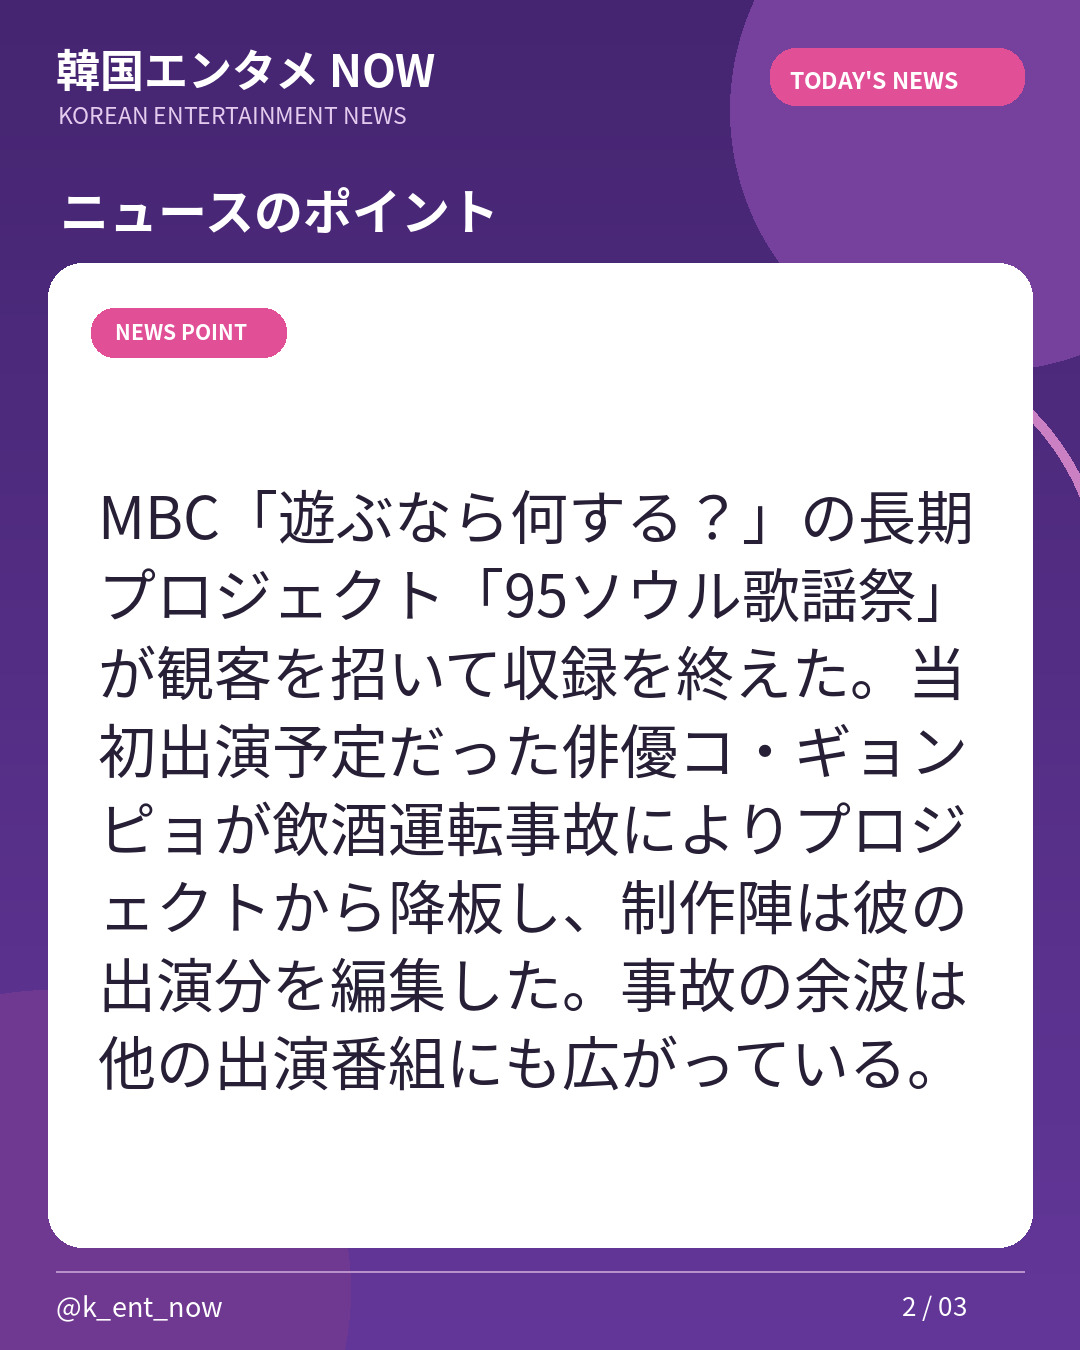 韓国エンタメ NOW
KOREAN ENTERTAINMENT NEWS
TODAY'S NEWS
ニュースのポイント
NEWS POINT
MBC「遊ぶなら何する？」の長期
プロジェクト「95ソウル歌謡祭」
が観客を招いて収録を終えた。当
初出演予定だった俳優コ・ギョン
ピョが飲酒運転事故によりプロジ
ェクトから降板し、制作陣は彼の
出演分を編集した。事故の余波は
他の出演番組にも広がっている。
@k_ent_now
2 / 03